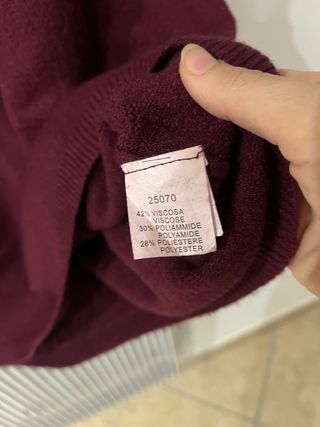 25070
42% VISCOSA
VISCOSE
30% POLIAMMIDE
POLYAMIDE
28% POLIESTERE
POLYESTER